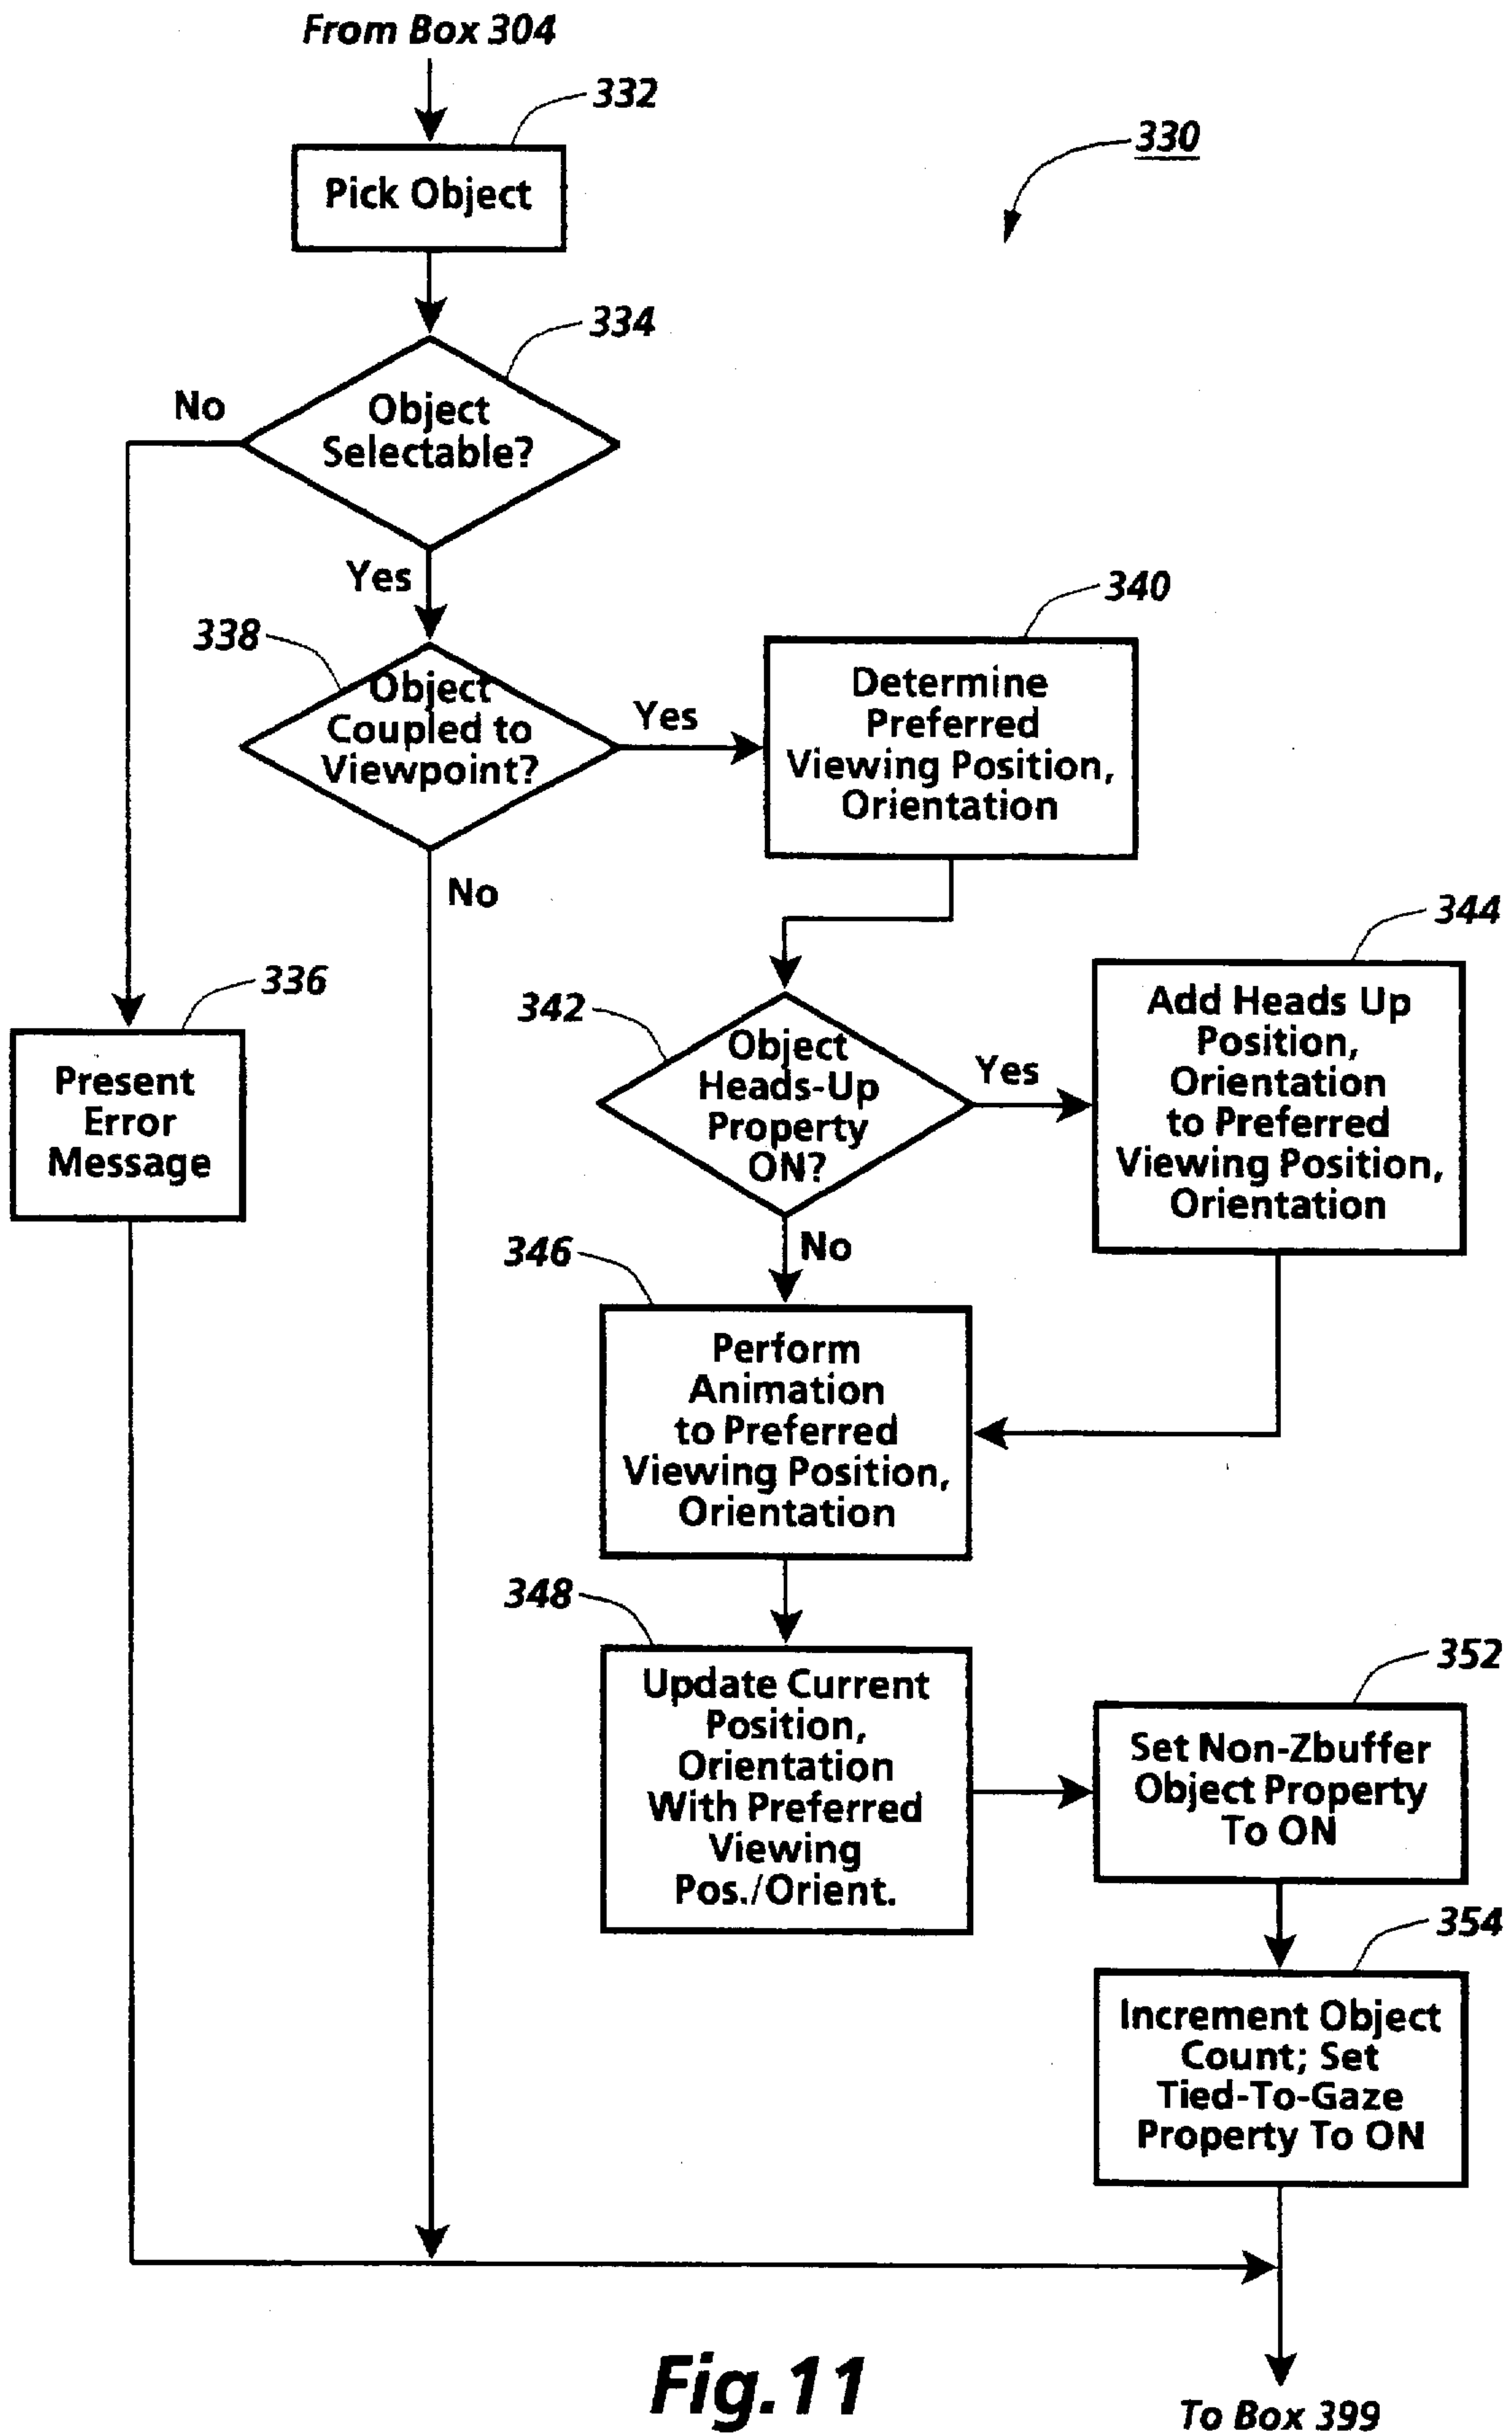 From Box 304
332
330
Pick Object
334
No
Object
Selectable?
Yes
340
338
Object
Coupled to
Viewpoint?
Yes
Determine
Preferred
Viewing Position,
Orientation
No
344
336
342
Add Heads Up
Position,
Orientation
to Preferred
Viewing Position,
Orientation
Object
Heads-Up
Property
ON?
Yes
Present
Error
Message
No
346
Perform
Animation
to Preferred
Viewing Position,
Orientation
348
352
Update Current
Position,
Orientation
With Preferred
Viewing
Pos./Orient.
Set Non-Zbuffer
Object Property
To ON
354
Increment Object
Count; Set
Tied-To-Gaze
Property To ON
Fig.11
To Box 399